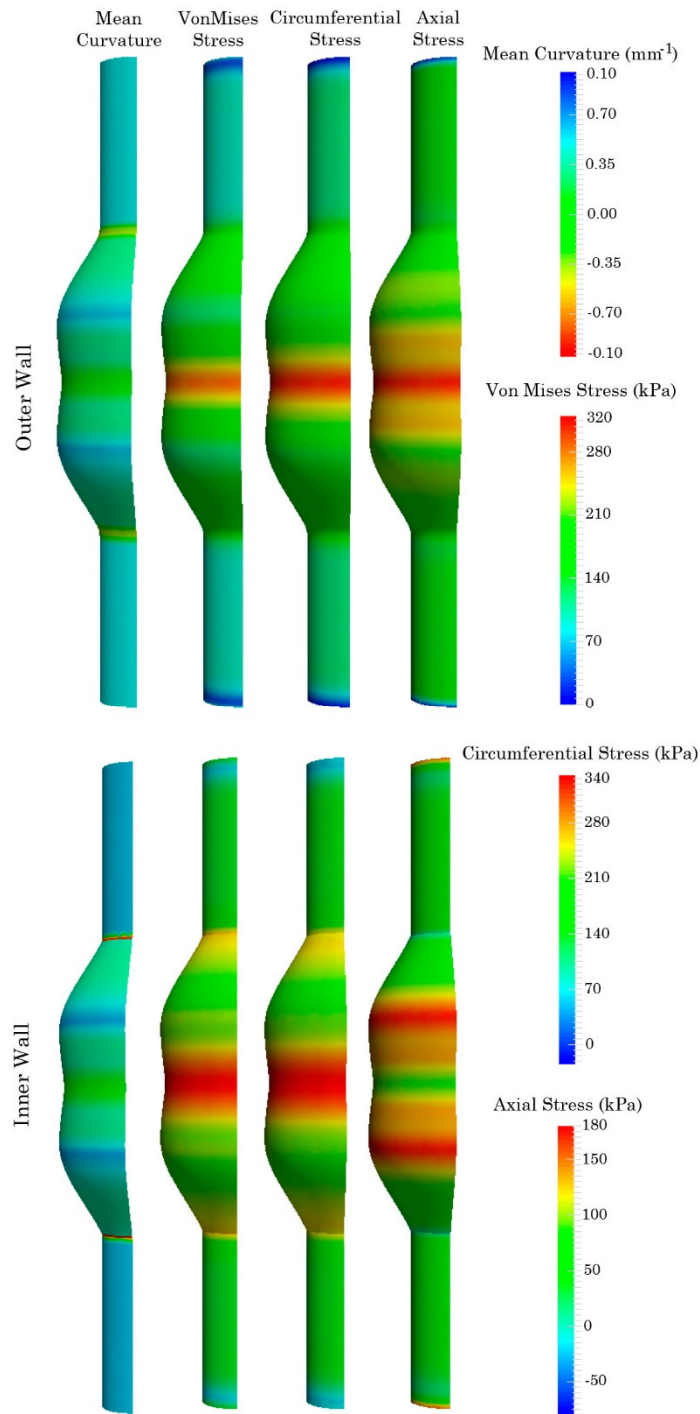 Mean
Curvature
VonMises
Stress
Circumferential
Stress
Axial
Stress
Mean Curvature (mm⁻¹)
0.10
0.70
0.35
0.00
-0.35
-0.70
-0.10
Outer Wall
Von Mises Stress (kPa)
320
280
210
140
70
0
Inner Wall
Circumferential Stress (kPa)
340
280
210
140
70
0
Axial Stress (kPa)
180
150
100
50
0
-50